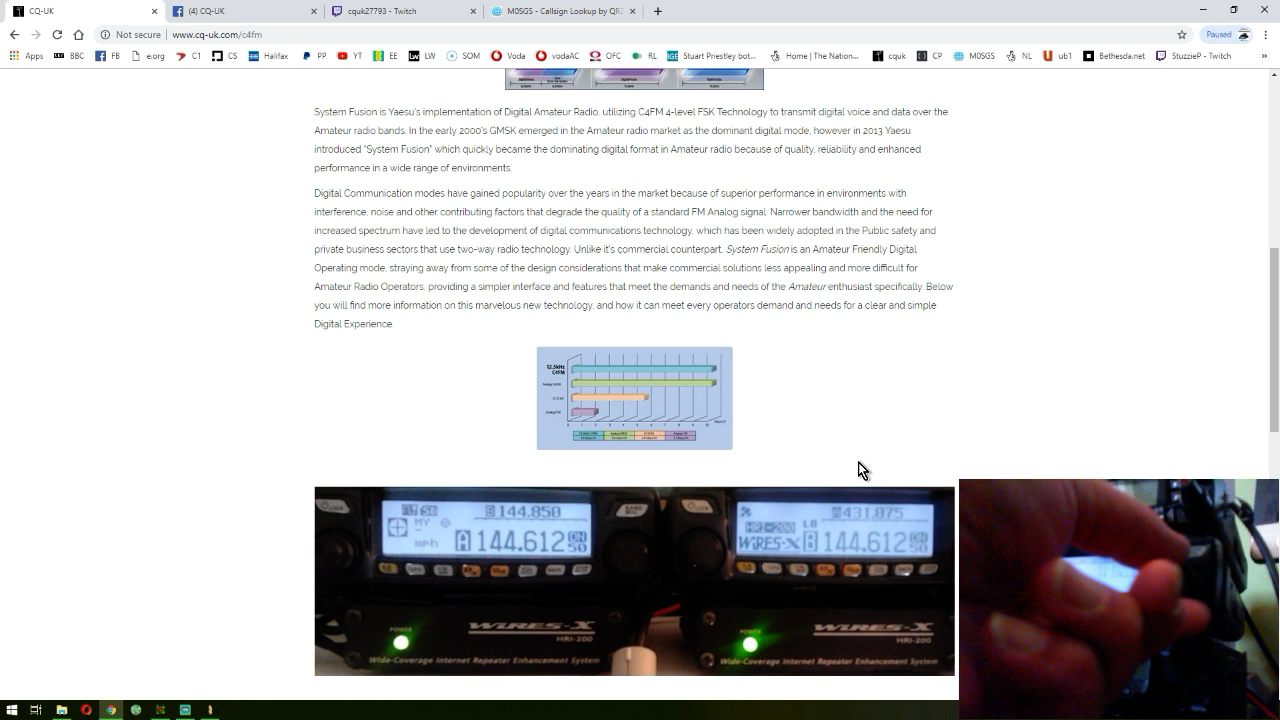 CQ-UK
(4) CQ-UK
cquk27793 - Twitch
M0SGS - Callsign Lookup by QRZ
Not secure
www.cq-uk.com/c4fm
Paused
Apps
BBC
FB
e.org
C1
CS
Halifax
PP
YT
EE
LW
SOM
Voda
vodaAC
OFC
RL
Stuart Priestley bot...
Home | The Nation...
cquk
CP
M0SGS
NL
ub1
Bethesda.net
StuzzieP - Twitch
System Fusion is Yaesu's implementation of Digital Amateur Radio, utilizing C4FM 4-level FSK Technology to transmit digital voice and data over the
Amateur radio bands. In the early 2000's GMSK emerged in the Amateur radio market as the dominant digital mode, however in 2013 Yaesu
introduced "System Fusion" which quickly became the dominating digital format in Amateur radio because of quality, reliability and enhanced
performance in a wide range of environments.
Digital Communication modes have gained popularity over the years in the market because of superior performance in environments with
interference, noise and other contributing factors that degrade the quality of a standard FM Analog signal. Narrower bandwidth and the need for
increased spectrum have led to the development of digital communications technology, which has been widely adopted in the Public safety and
private business sectors that use two-way radio technology. Unlike it's commercial counterpart, System Fusion is an Amateur Friendly Digital
Operating mode, straying away from some of the design considerations that make commercial solutions less appealing and more difficult for
Amateur Radio Operators, providing a simpler interface and features that meet the demands and needs of the Amateur enthusiast specifically. Below
you will find more information on this marvelous new technology, and how it can meet every operators demand and needs for a clear and simple
Digital Experience.
12.5kHz
C4FM
B 144.850
MY
mph
A 144.612
ON
50
BAND
BACK
A 431.075
HRI-200
LO
WIRES-X B 144.612
ON
50
POWER
WIRES-X
HRI-200
Wide-Coverage Internet Repeater Enhancement System
POWER
WIRES-X
HRI-200
Wide-Coverage Internet Repeater Enhancement System